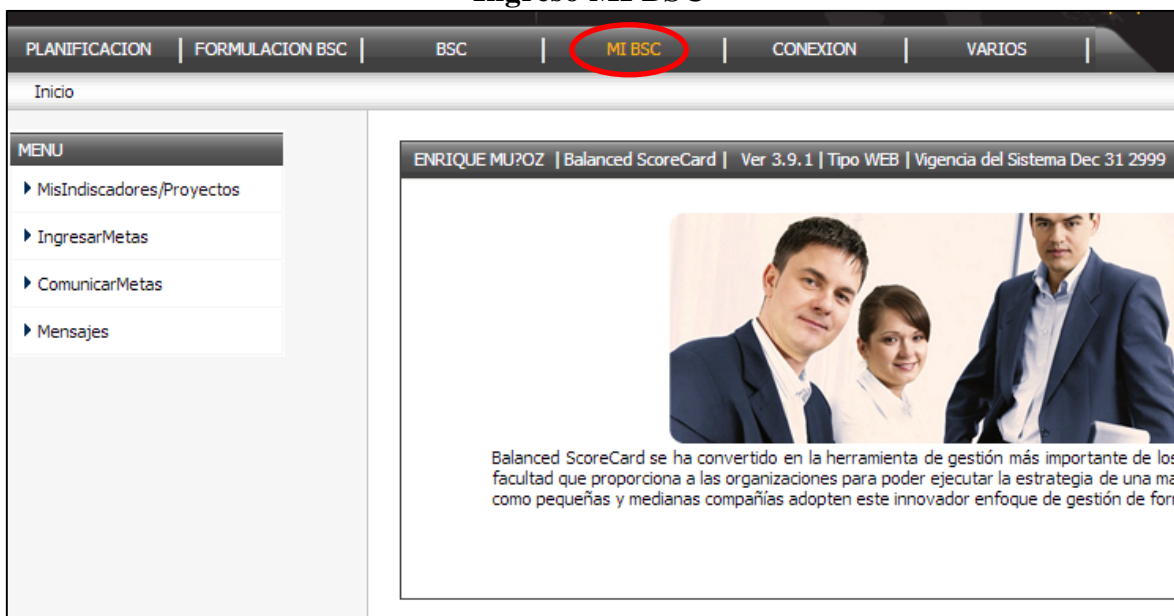 Ingreso MI BSC
PLANIFICACION | FORMULACION BSC | BSC | MI BSC | CONEXION | VARIOS |
Inicio
MENU
MisIndiscadores/Proyectos
IngresarMetas
ComunicarMetas
Mensajes
ENRIQUE MU?OZ | Balanced ScoreCard | Ver 3.9.1 | Tipo WEB | Vigencia del Sistema Dec 31 2999
Balanced ScoreCard se ha convertido en la herramienta de gestión más importante de los
facultad que proporciona a las organizaciones para poder ejecutar la estrategia de una
como pequeñas y medianas compañías adopten este innovador enfoque de gestión de